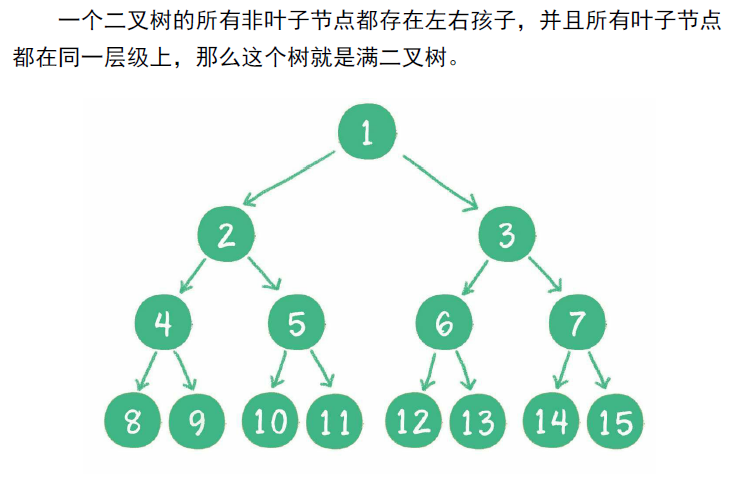 一个二叉树的所有非叶子节点都存在左右孩子，并且所有叶子节点
都在同一层级上，那么这个树就是满二叉树。
1
2 3
4 5 6 7
8 9 10 11 12 13 14 15